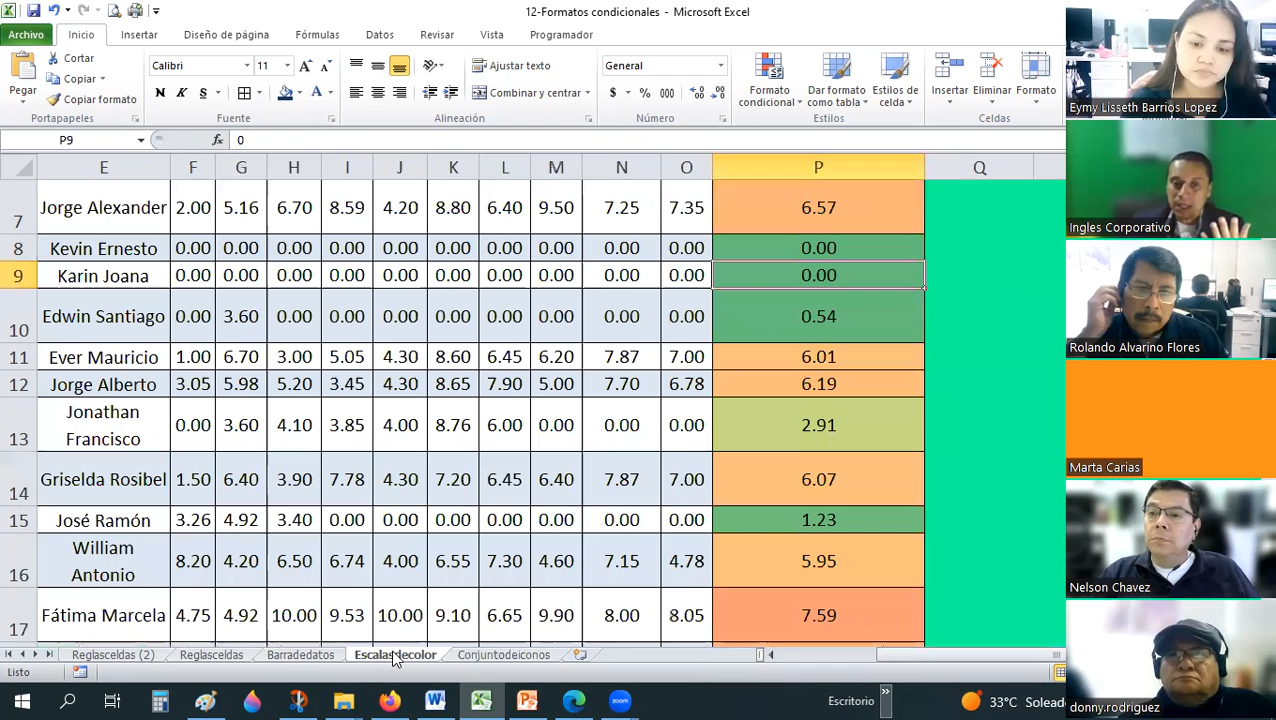 12-Formatos condicionales - Microsoft Excel
Archivo Inicio Insertar Diseño de página Fórmulas Datos Revisar Vista Programador
Pegar Cortar Copiar Copiar formato
Calibri 11 N K S
Ajustar texto Combinar y centrar
General $ % 000
Formato condicional Dar formato como tabla Estilos de celda
Insertar Eliminar Formato
Portapapeles Fuente Alineación Número Estilos Celdas
P9 fx 0
E F G H I J K L M N O P Q
7 Jorge Alexander 2.00 5.16 6.70 8.59 4.20 8.80 6.40 9.50 7.25 7.35 6.57
8 Kevin Ernesto 0.00 0.00 0.00 0.00 0.00 0.00 0.00 0.00 0.00 0.00 0.00
9 Karin Joana 0.00 0.00 0.00 0.00 0.00 0.00 0.00 0.00 0.00 0.00 0.00
10 Edwin Santiago 0.00 3.60 0.00 0.00 0.00 0.00 0.00 0.00 0.00 0.00 0.54
11 Ever Mauricio 1.00 6.70 3.00 5.05 4.30 8.60 6.45 6.20 7.87 7.00 6.01
12 Jorge Alberto 3.05 5.98 5.20 3.45 4.30 8.65 7.90 5.00 7.70 6.78 6.19
13 Jonathan Francisco 0.00 3.60 4.10 3.85 4.00 8.76 6.00 0.00 0.00 0.00 2.91
14 Griselda Rosibel 1.50 6.40 3.90 7.78 4.30 7.20 6.45 6.40 7.87 7.00 6.07
15 José Ramón 3.26 4.92 3.40 0.00 0.00 0.00 0.00 0.00 0.00 0.00 1.23
16 William Antonio 8.20 4.20 6.50 6.74 4.00 6.55 7.30 4.60 7.15 4.78 5.95
17 Fátima Marcela 4.75 4.92 10.00 9.53 10.00 9.10 6.65 9.90 8.00 8.05 7.59
Reglasceldas (2) Reglasceldas Barradedatos Escalasdecolor Conjuntodeiconos
Listo
Escritorio 33°C
Eymy Lisseth Barrios Lopez
Ingles Corporativo
Rolando Alvarino Flores
Marta Carias
Nelson Chavez
donny.rodriguez